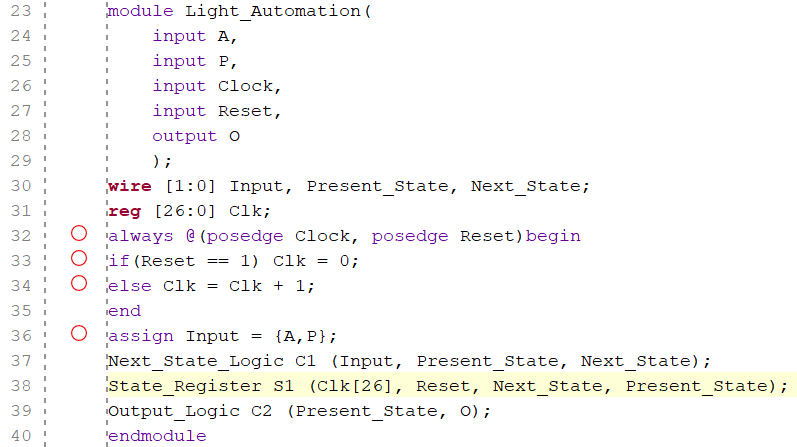 23 module Light_Automation(
24 input A,
25 input P,
26 input Clock,
27 input Reset,
28 output O
29 );
30 wire [1:0] Input, Present_State, Next_State;
31 reg [26:0] Clk;
32 always @(posedge Clock, posedge Reset)begin
33 if(Reset == 1) Clk = 0;
34 else Clk = Clk + 1;
35 end
36 assign Input = {A,P};
37 Next_State_Logic C1 (Input, Present_State, Next_State);
38 State_Register S1 (Clk[26], Reset, Next_State, Present_State);
39 Output_Logic C2 (Present_State, O);
40 endmodule